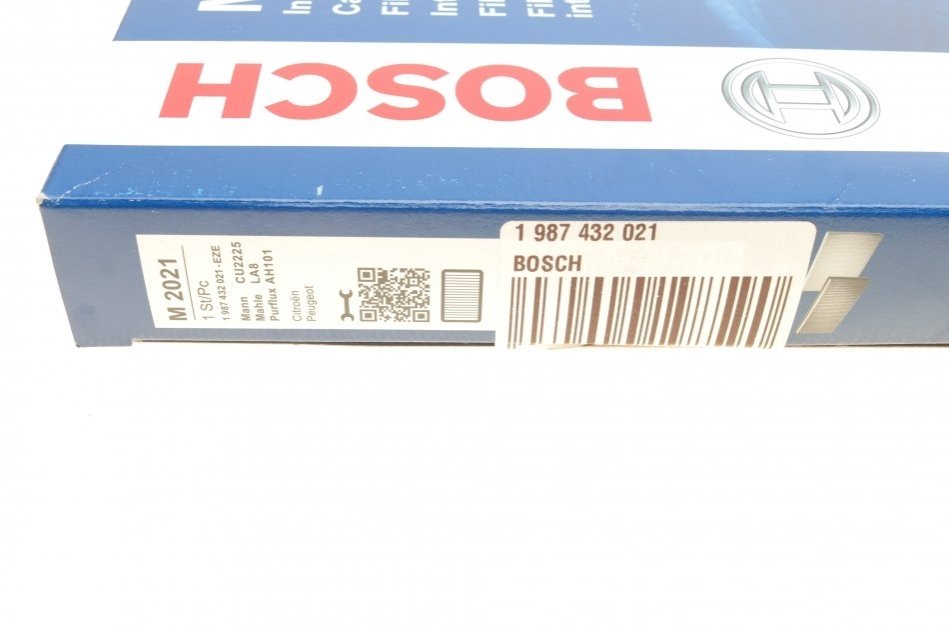 BOSCH
M 2021
1 St/Pc
1 987 432 021-EZE
Mann CU2225
Mahle LA8
Purflux AH101
Citroën
Peugeot
1 987 432 021
BOSCH